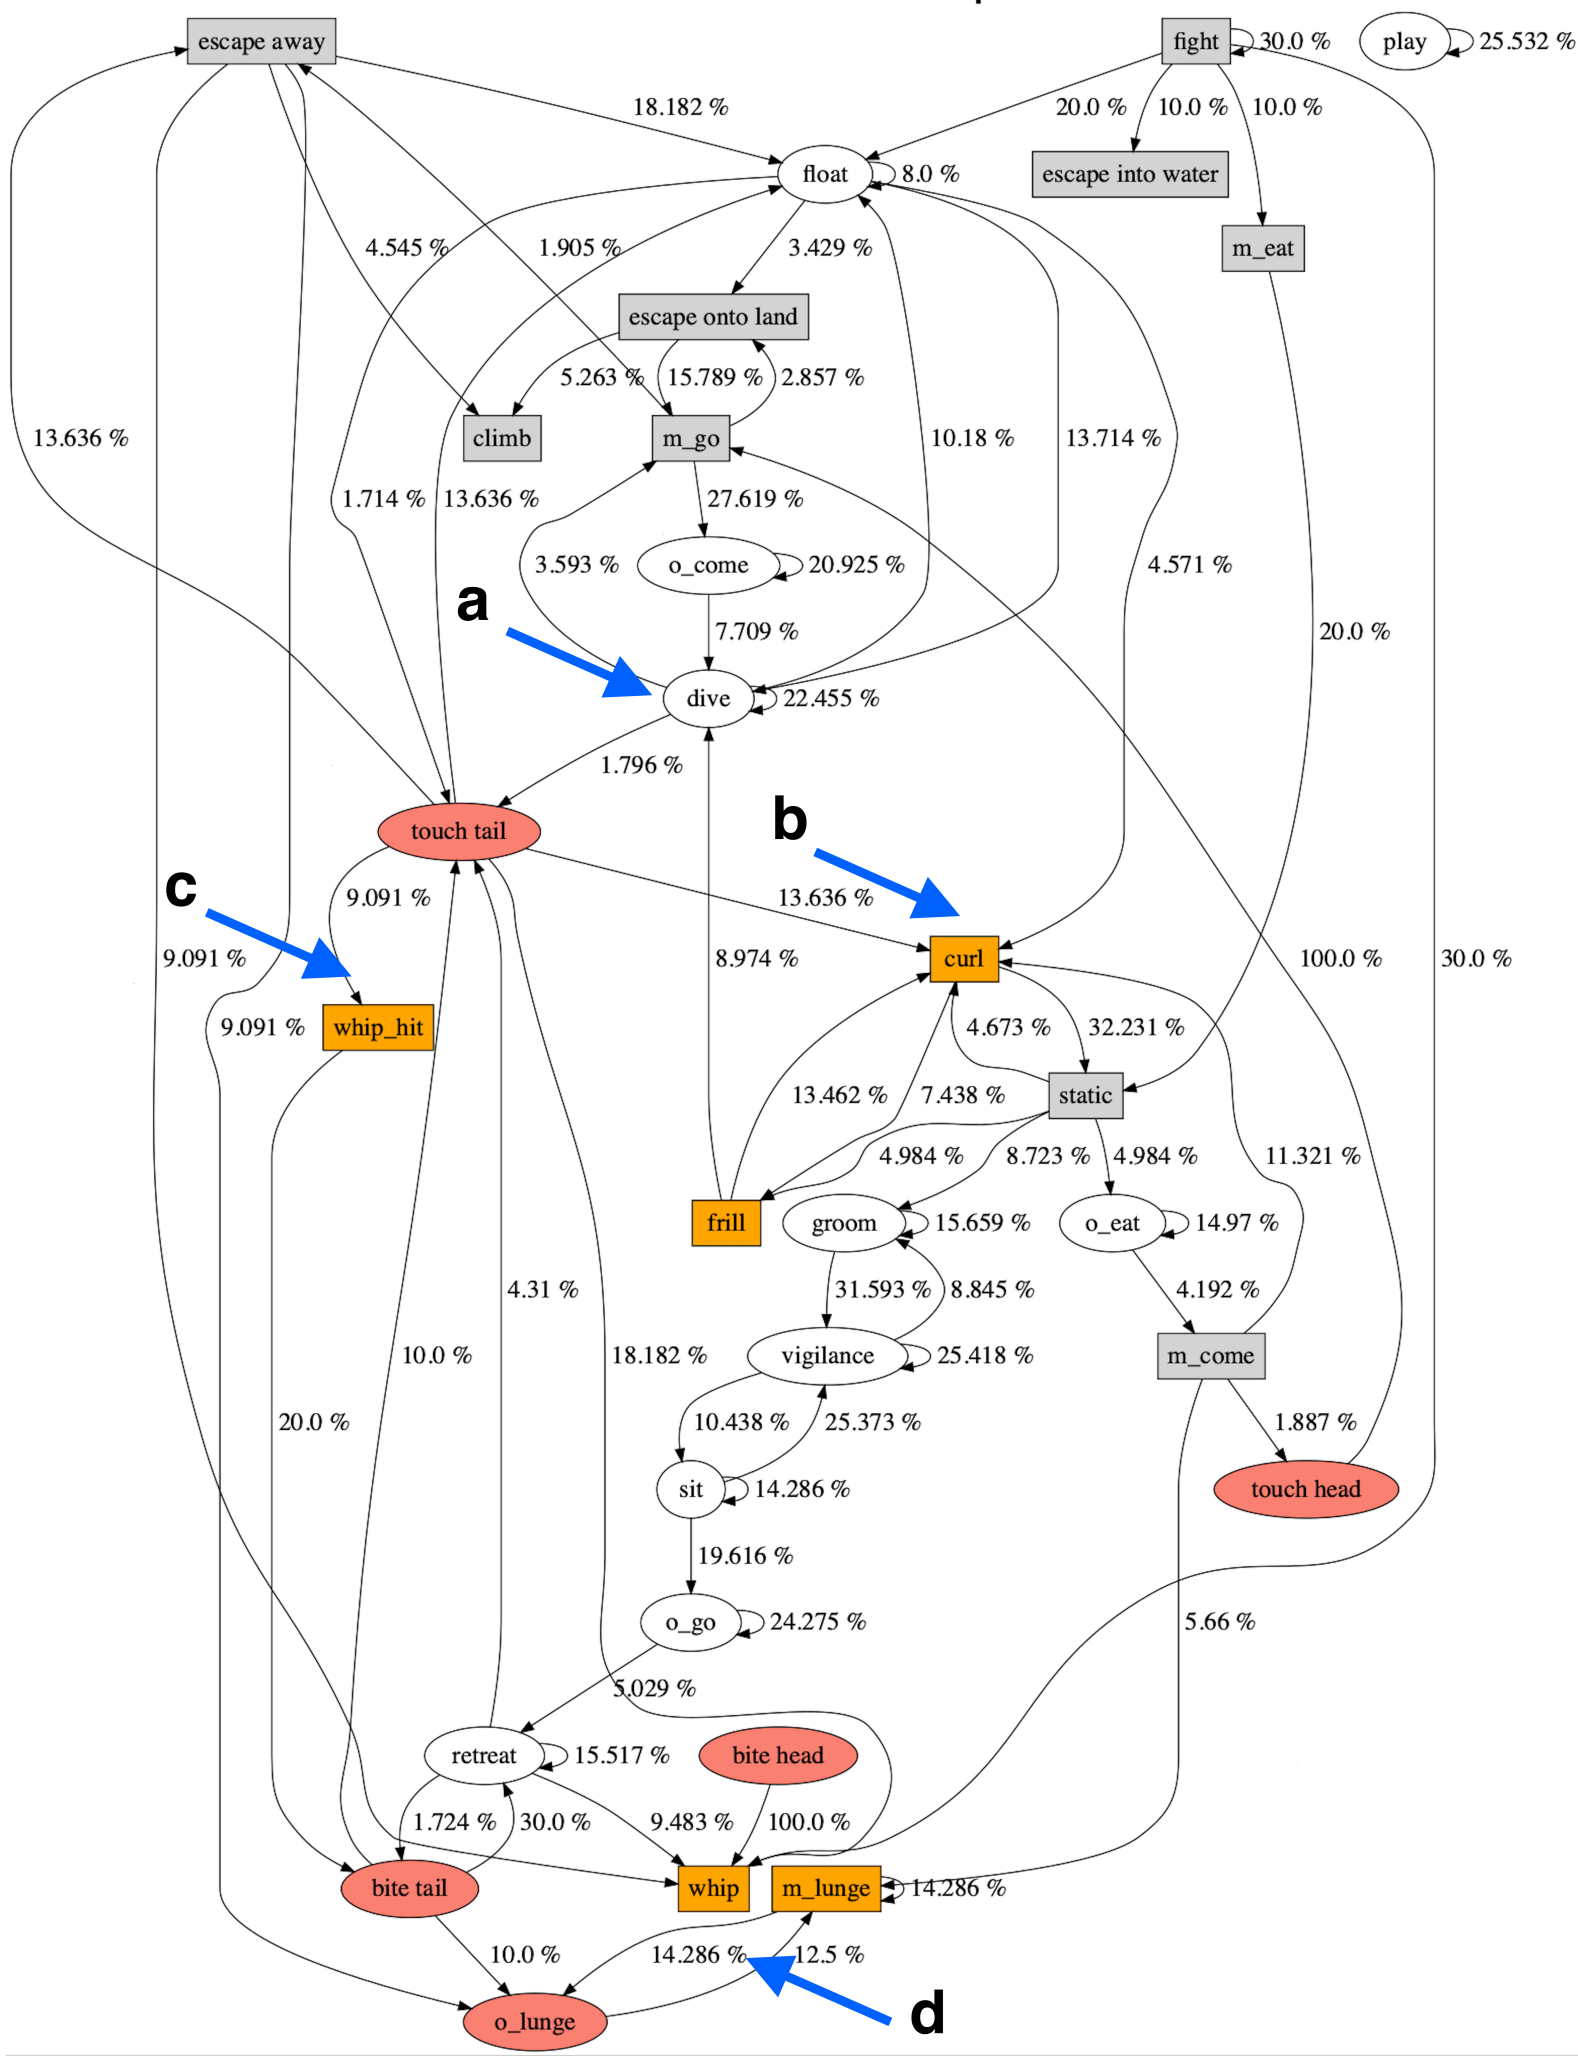 escape away
fight
30.0 %
play
25.532 %
18.182 %
20.0 %
10.0 %
10.0 %
float
8.0 %
escape into water
4.545 %
1.905 %
3.429 %
m_eat
escape onto land
5.263 %
15.789 %
2.857 %
13.636 %
climb
m_go
10.18 %
13.714 %
1.714 %
13.636 %
27.619 %
3.593 %
o_come
20.925 %
4.571 %
a
7.709 %
20.0 %
dive
22.455 %
1.796 %
touch tail
b
c
9.091 %
13.636 %
9.091 %
8.974 %
curl
100.0 %
30.0 %
9.091 %
whip_hit
4.673 %
32.231 %
13.462 %
7.438 %
static
4.984 %
8.723 %
4.984 %
11.321 %
frill
groom
15.659 %
o_eat
14.97 %
4.31 %
31.593 %
8.845 %
4.192 %
10.0 %
18.182 %
vigilance
25.418 %
m_come
20.0 %
10.438 %
25.373 %
1.887 %
sit
14.286 %
touch head
19.616 %
o_go
24.275 %
5.66 %
5.029 %
retreat
15.517 %
bite head
1.724 %
30.0 %
9.483 %
100.0 %
bite tail
whip
m_lunge
14.286 %
10.0 %
14.286 %
12.5 %
o_lunge
d